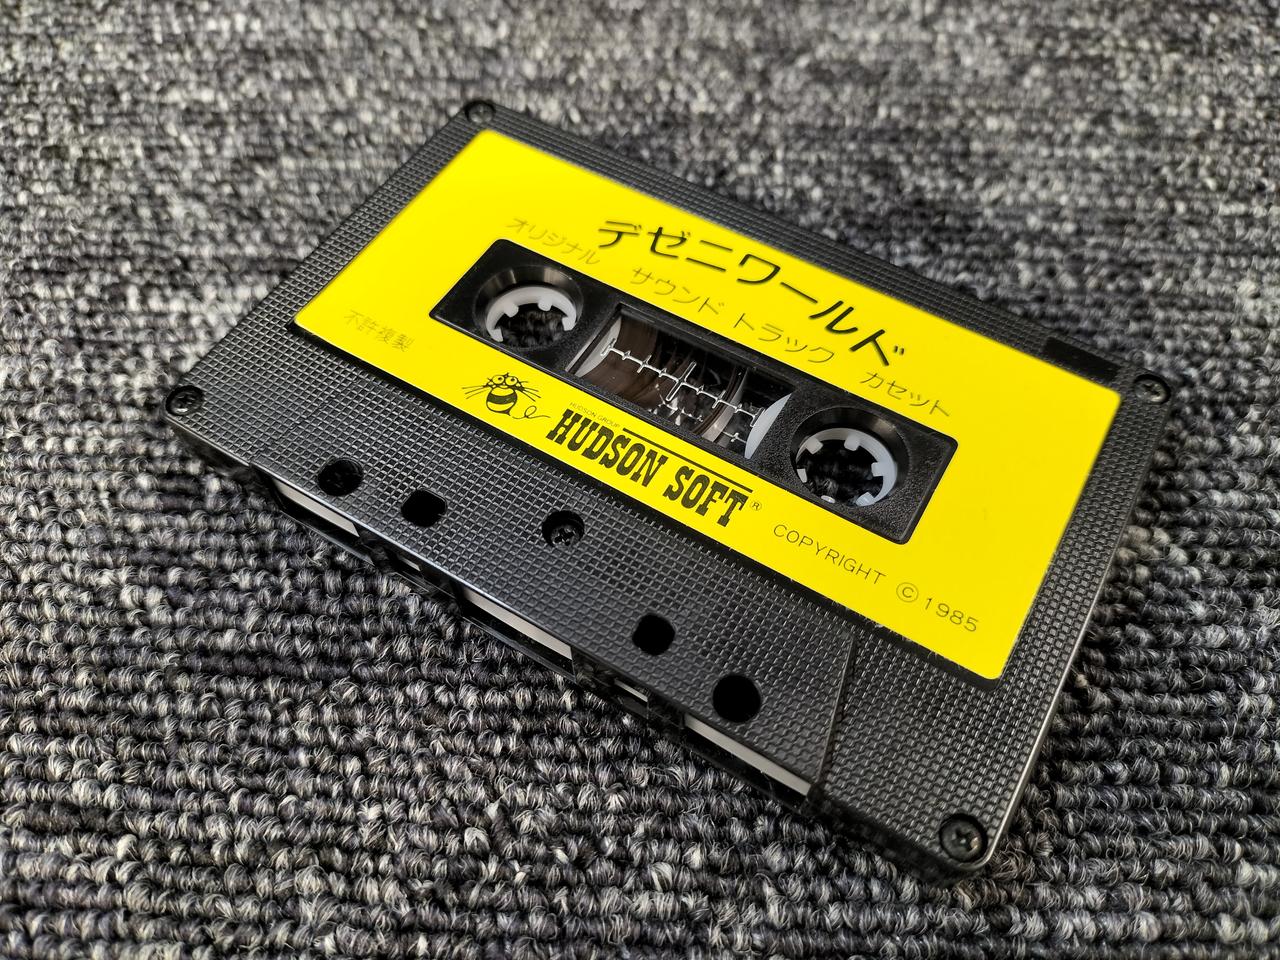 デゼニワールド
オリジナル サウンド トラック カセット
不許複製
HUDSON GROUP
HUDSON SOFT®
COPYRIGHT © 1985